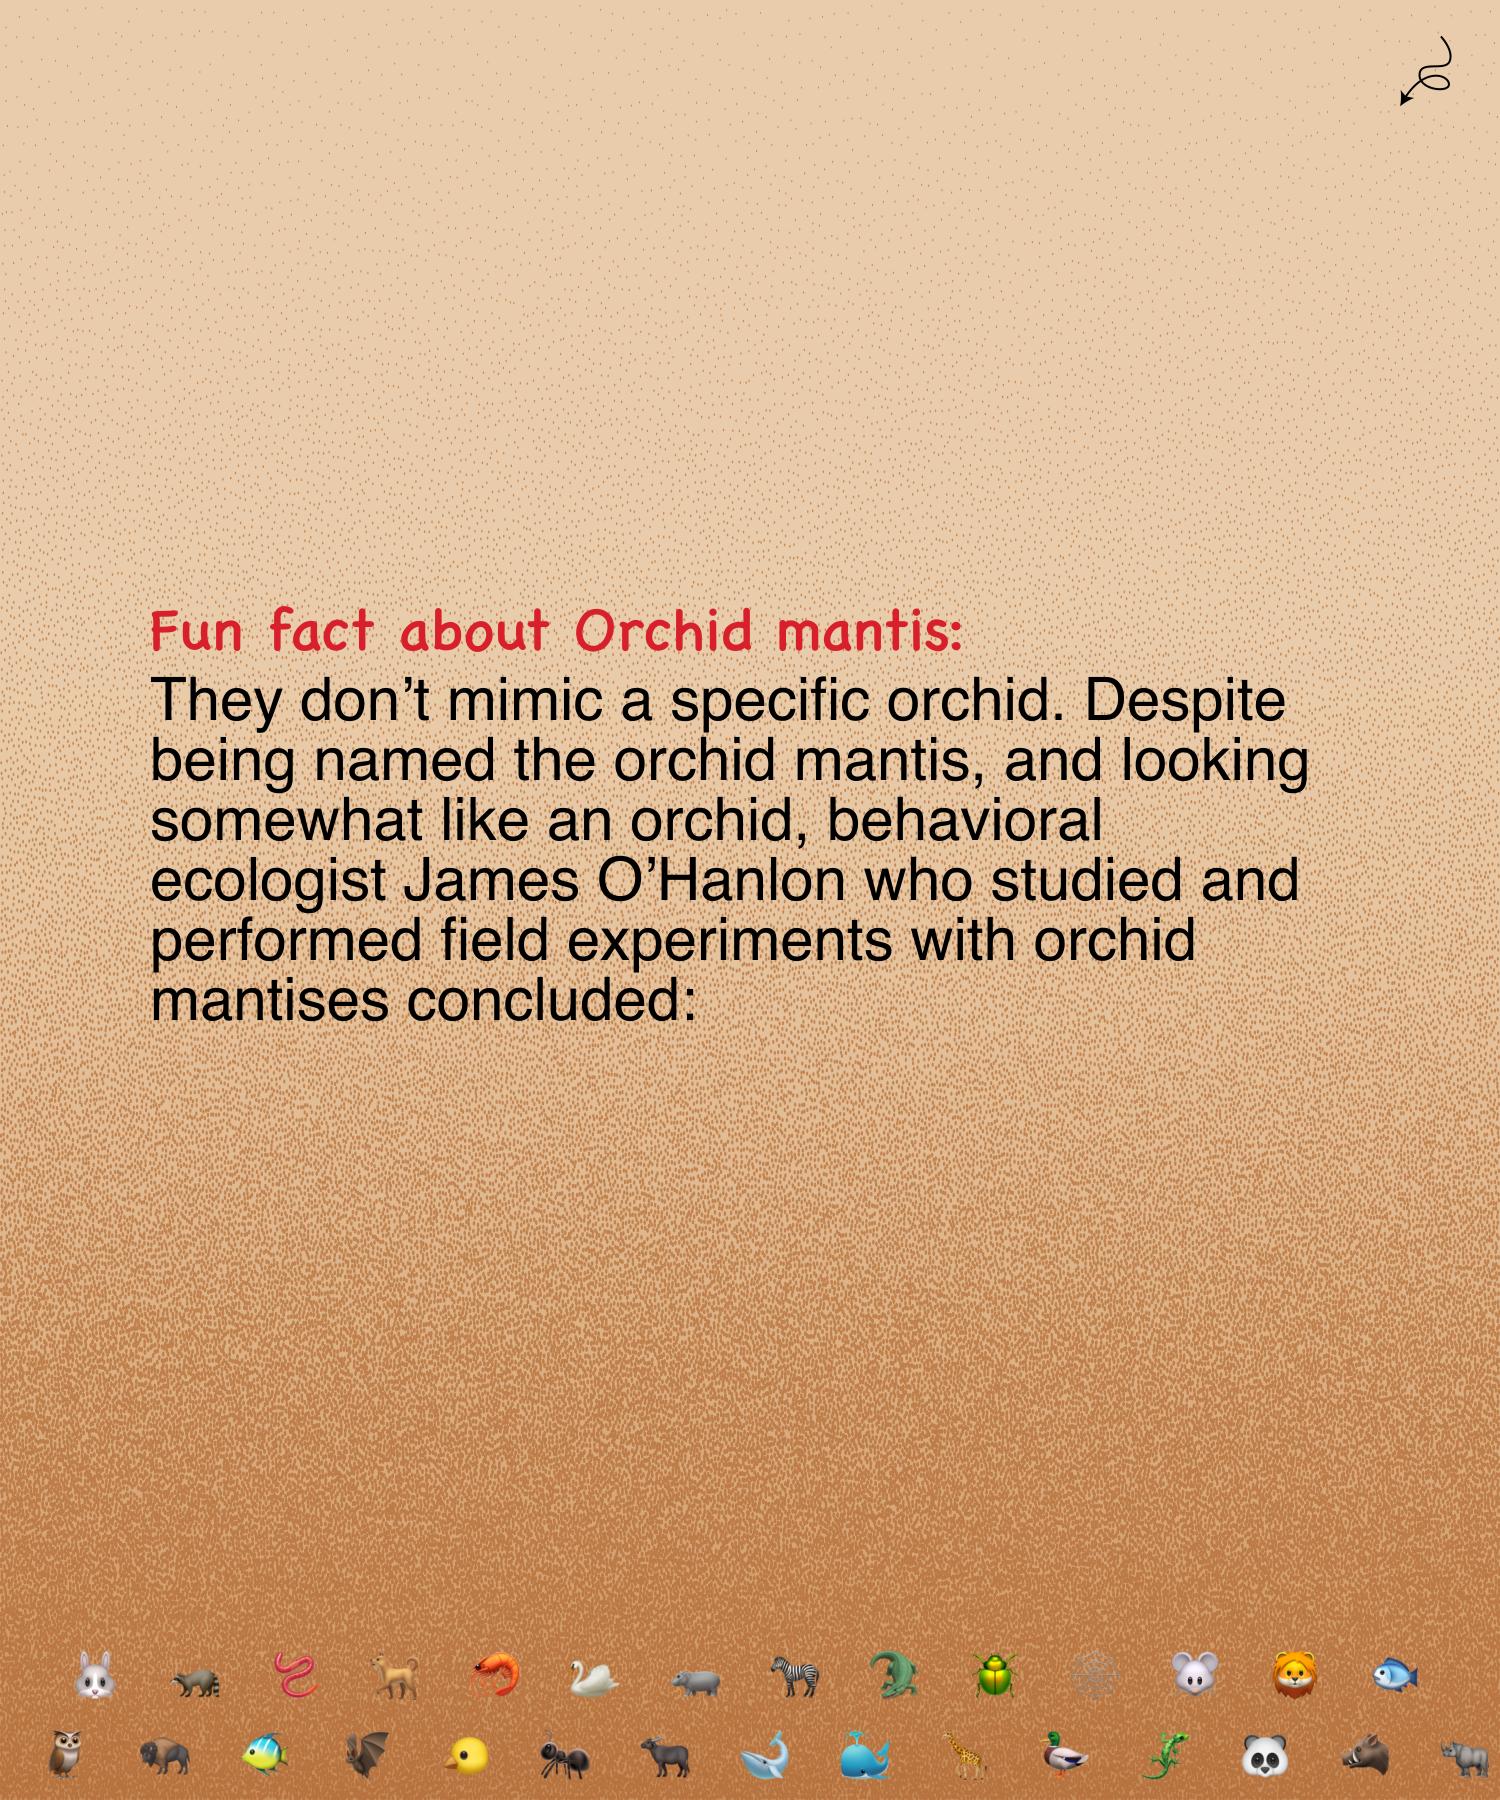 Fun fact about Orchid mantis:
They don’t mimic a specific orchid. Despite
being named the orchid mantis, and looking
somewhat like an orchid, behavioral
ecologist James O’Hanlon who studied and
performed field experiments with orchid
mantises concluded: